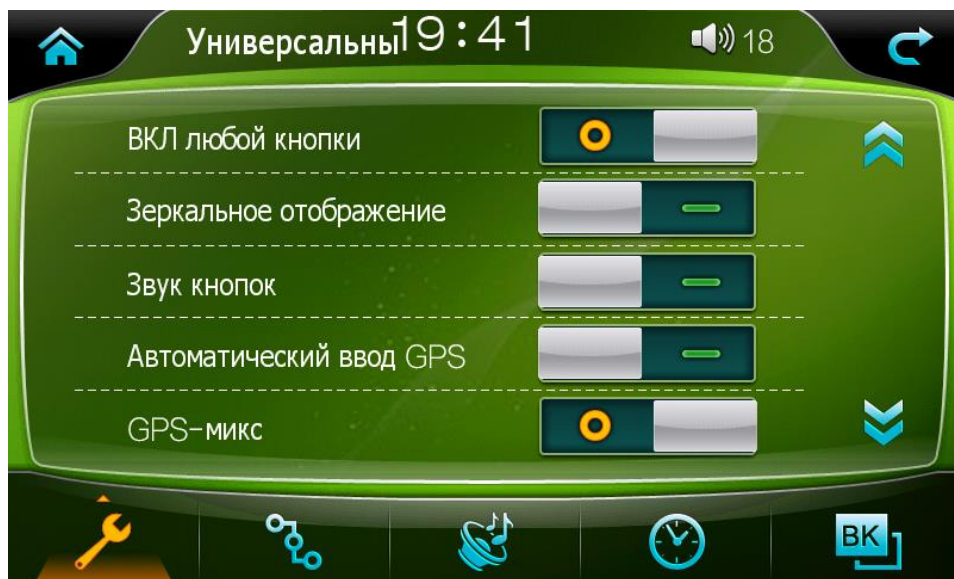 Универсальны 19:41 18
ВКЛ любой кнопки
Зеркальное отображение
Звук кнопок
Автоматический ввод GPS
GPS-микс
BK